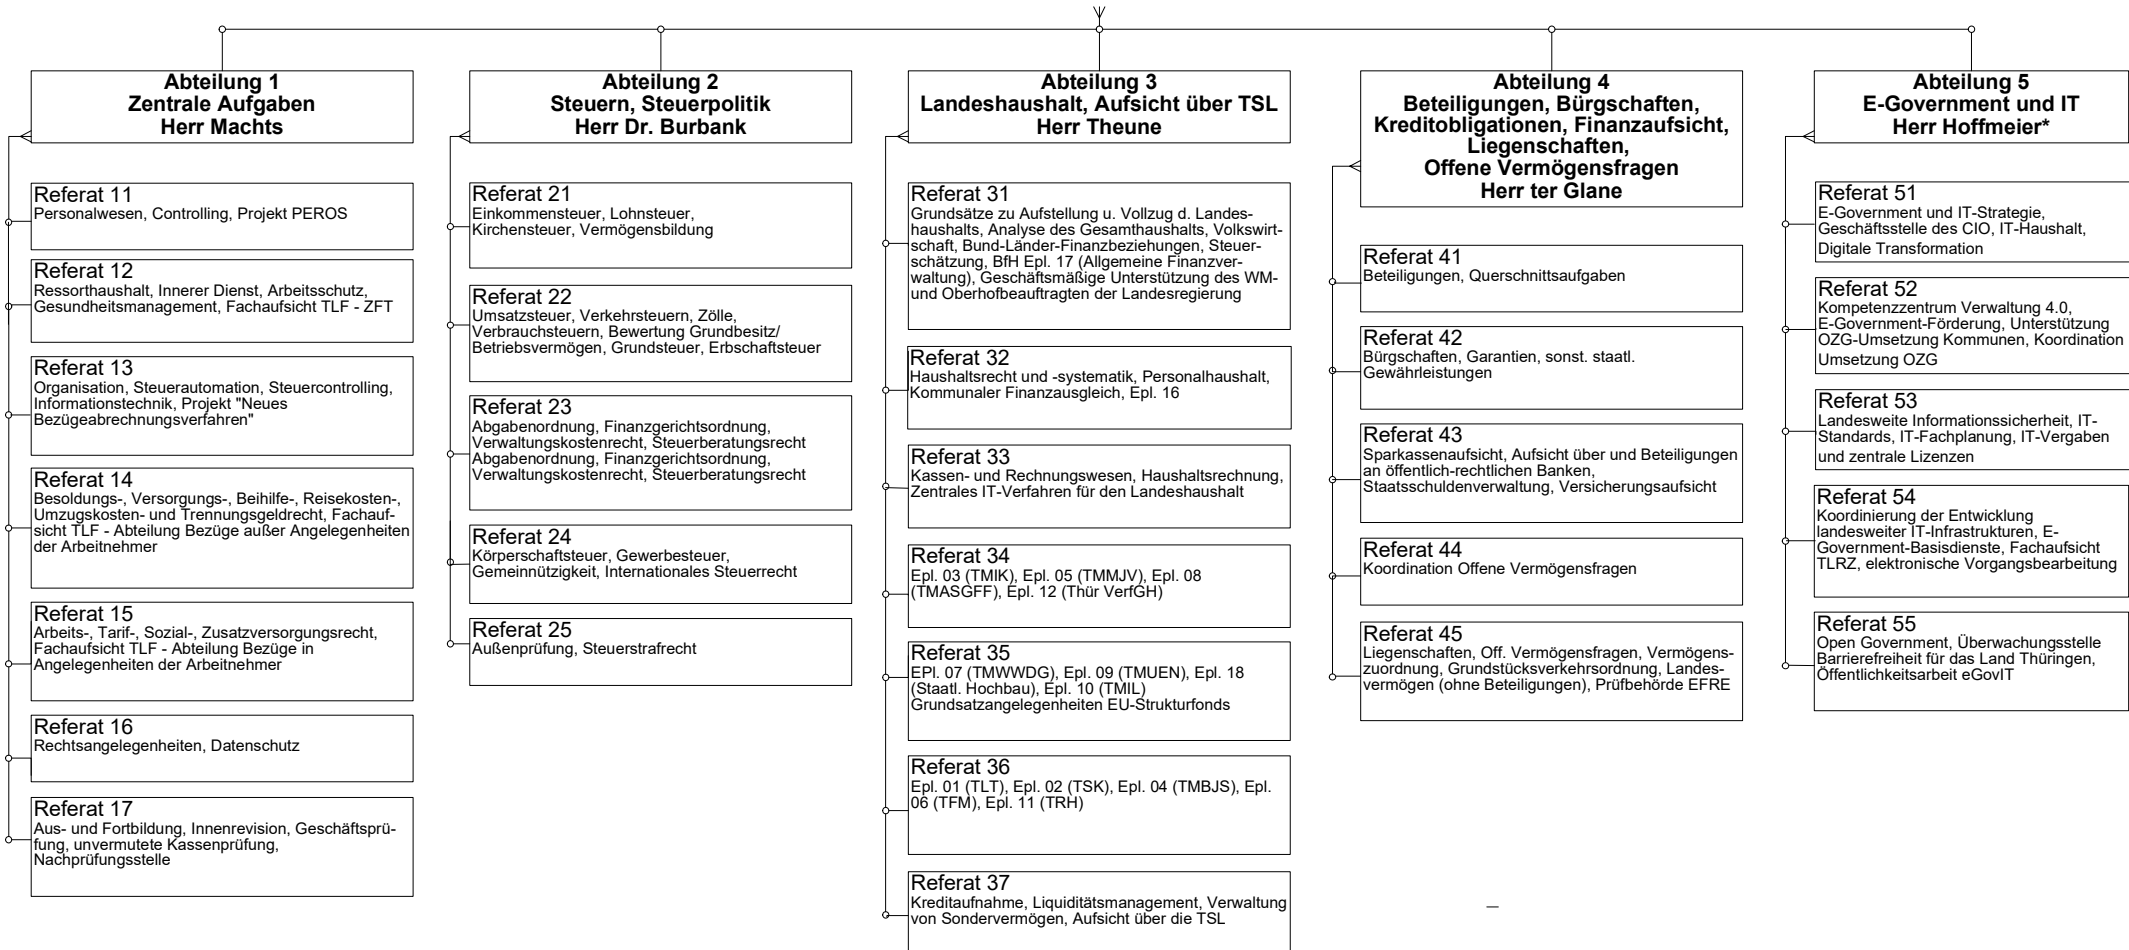 Abteilung 1
Zentrale Aufgaben
Herr Machts
Referat 11
Personalwesen, Controlling, Projekt PEROS
Referat 12
Ressorthaushalt, Innerer Dienst, Arbeitsschutz,
Gesundheitsmanagement, Fachaufsicht TLF - ZFT
Referat 13
Organisation, Steuerautomation, Steuercontrolling,
Informationstechnik, Projekt "Neues
Bezügeabrechnungsverfahren"
Referat 14
Besoldungs-, Versorgungs-, Beihilfe-, Reisekosten-,
Umzugskosten- und Trennungsgeldrecht, Fachauf-
sicht TLF - Abteilung Bezüge außer Angelegenheiten
der Arbeitnehmer
Referat 15
Arbeits-, Tarif-, Sozial-, Zusatzversorgungsrecht,
Fachaufsicht TLF - Abteilung Bezüge in
Angelegenheiten der Arbeitnehmer
Referat 16
Rechtsangelegenheiten, Datenschutz
Referat 17
Aus- und Fortbildung, Innenrevision, Geschäftsprü-
fung, unvermutete Kassenprüfung,
Nachprüfungsstelle
Abteilung 2
Steuern, Steuerpolitik
Herr Dr. Burbank
Referat 21
Einkommensteuer, Lohnsteuer,
Kirchensteuer, Vermögensbildung
Referat 22
Umsatzsteuer, Verkehrsteuern, Zölle,
Verbrauchsteuern, Bewertung Grundbesitz/
Betriebsvermögen, Grundsteuer, Erbschaftsteuer
Referat 23
Abgabenordnung, Finanzgerichtsordnung,
Verwaltungskostenrecht, Steuerberatungsrecht
Abgabenordnung, Finanzgerichtsordnung,
Verwaltungskostenrecht, Steuerberatungsrecht
Referat 24
Körperschaftsteuer, Gewerbesteuer,
Gemeinnützigkeit, Internationales Steuerrecht
Referat 25
Außenprüfung, Steuerstrafrecht
Abteilung 3
Landeshaushalt, Aufsicht über TSL
Herr Theune
Referat 31
Grundsätze zu Aufstellung u. Vollzug d. Landes-
haushalts, Analyse des Gesamthaushalts, Volkswirt-
schaft, Bund-Länder-Finanzbeziehungen, Steuer-
schätzung, BfH Epl. 17 (Allgemeine Finanzver-
waltung), Geschäftsmäßige Unterstützung des WM-
und Oberhofbeauftragten der Landesregierung
Referat 32
Haushaltsrecht und -systematik, Personalhaushalt,
Kommunaler Finanzausgleich, Epl. 16
Referat 33
Kassen- und Rechnungswesen, Haushaltsrechnung,
Zentrales IT-Verfahren für den Landeshaushalt
Referat 34
Epl. 03 (TMIK), Epl. 05 (TMMJV), Epl. 08
(TMASGFF), Epl. 12 (Thür VerfGH)
Referat 35
EPl. 07 (TMWWDG), Epl. 09 (TMUEN), Epl. 18
(Staatl. Hochbau), Epl. 10 (TMIL)
Grundsatzangelegenheiten EU-Strukturfonds
Referat 36
Epl. 01 (TLT), Epl. 02 (TSK), Epl. 04 (TMBJS), Epl.
06 (TFM), Epl. 11 (TRH)
Referat 37
Kreditaufnahme, Liquiditätsmanagement, Verwaltung
von Sondervermögen, Aufsicht über die TSL
Abteilung 4
Beteiligungen, Bürgschaften,
Kreditobligationen, Finanzaufsicht,
Liegenschaften,
Offene Vermögensfragen
Herr ter Glane
Referat 41
Beteiligungen, Querschnittsaufgaben
Referat 42
Bürgschaften, Garantien, sonst. staatl.
Gewährleistungen
Referat 43
Sparkassenaufsicht, Aufsicht über und Beteiligungen
an öffentlich-rechtlichen Banken,
Staatsschuldenverwaltung, Versicherungsaufsicht
Referat 44
Koordination Offene Vermögensfragen
Referat 45
Liegenschaften, Off. Vermögensfragen, Vermögens-
zuordnung, Grundstücksverkehrsordnung, Landes-
vermögen (ohne Beteiligungen), Prüfbehörde EFRE
Abteilung 5
E-Government und IT
Herr Hoffmeier*
Referat 51
E-Government und IT-Strategie,
Geschäftsstelle des CIO, IT-Haushalt,
Digitale Transformation
Referat 52
Kompetenzzentrum Verwaltung 4.0,
E-Government-Förderung, Unterstützung
OZG-Umsetzung Kommunen, Koordination
Umsetzung OZG
Referat 53
Landesweite Informationssicherheit, IT-
Standards, IT-Fachplanung, IT-Vergaben
und zentrale Lizenzen
Referat 54
Koordinierung der Entwicklung
landesweiter IT-Infrastrukturen, E-
Government-Basisdienste, Fachaufsicht
TLRZ, elektronische Vorgangsbearbeitung
Referat 55
Open Government, Überwachungsstelle
Barrierefreiheit für das Land Thüringen,
Öffentlichkeitsarbeit eGovIT